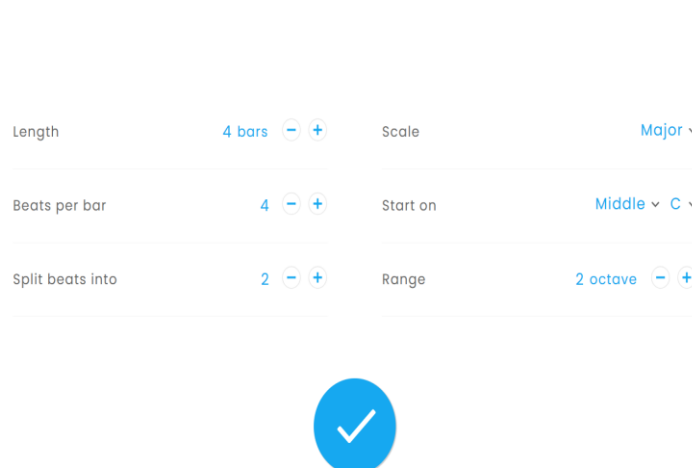 Length 4 bars − +
Scale Major
Beats per bar 4 − +
Start on Middle C
Split beats into 2 − +
Range 2 octave − +